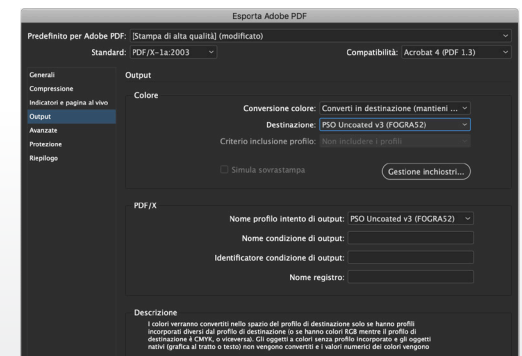 Esporta Adobe PDF
Predefinito per Adobe PDF: [Stampa di alta qualità] (modificato)
Standard: PDF/X-1a:2003 Compatibilità: Acrobat 4 (PDF 1.3)
Generali
Compressione
Indicatori e pagina al vivo
Output
Avanzate
Protezione
Riepilogo
Output
Colore
Conversione colore: Converti in destinazione (mantieni ...
Destinazione: PSO Uncoated v3 (FOGRA52)
Criterio inclusione profilo: Non includere i profili
Simula sovrastampa Gestione inchiostri...
PDF/X
Nome profilo intento di output: PSO Uncoated v3 (FOGRA52)
Nome condizione di output:
Identificatore condizione di output:
Nome registro:
Descrizione
I colori verranno convertiti nello spazio del profilo di destinazione solo se hanno profili
incorporati diversi dal profilo di destinazione (o se hanno colori RGB mentre il profilo di
destinazione è CMYK, o viceversa). Gli oggetti a colori senza profilo incorporato e gli oggetti
nativi (grafica al tratto o testo) non vengono convertiti e i valori numerici dei colori vengono